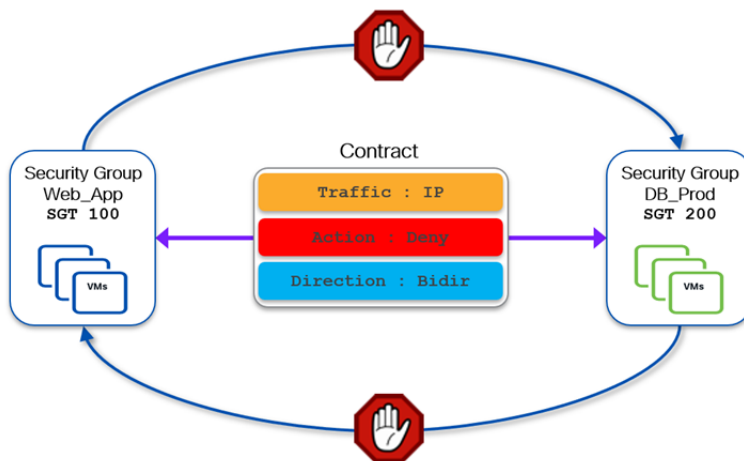 Security Group
Web_App
SGT 100
VMs
Contract
Traffic : IP
Action : Deny
Direction : Bidir
Security Group
DB_Prod
SGT 200
VMs